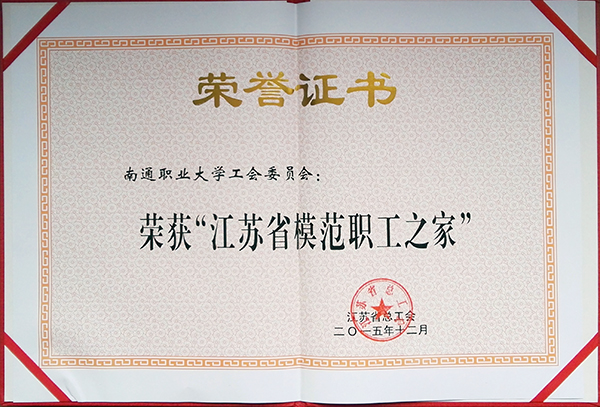 荣誉证书
南通职业大学工会委员会：
荣获“江苏省模范职工之家”
江苏省总工会
二〇一五年十二月